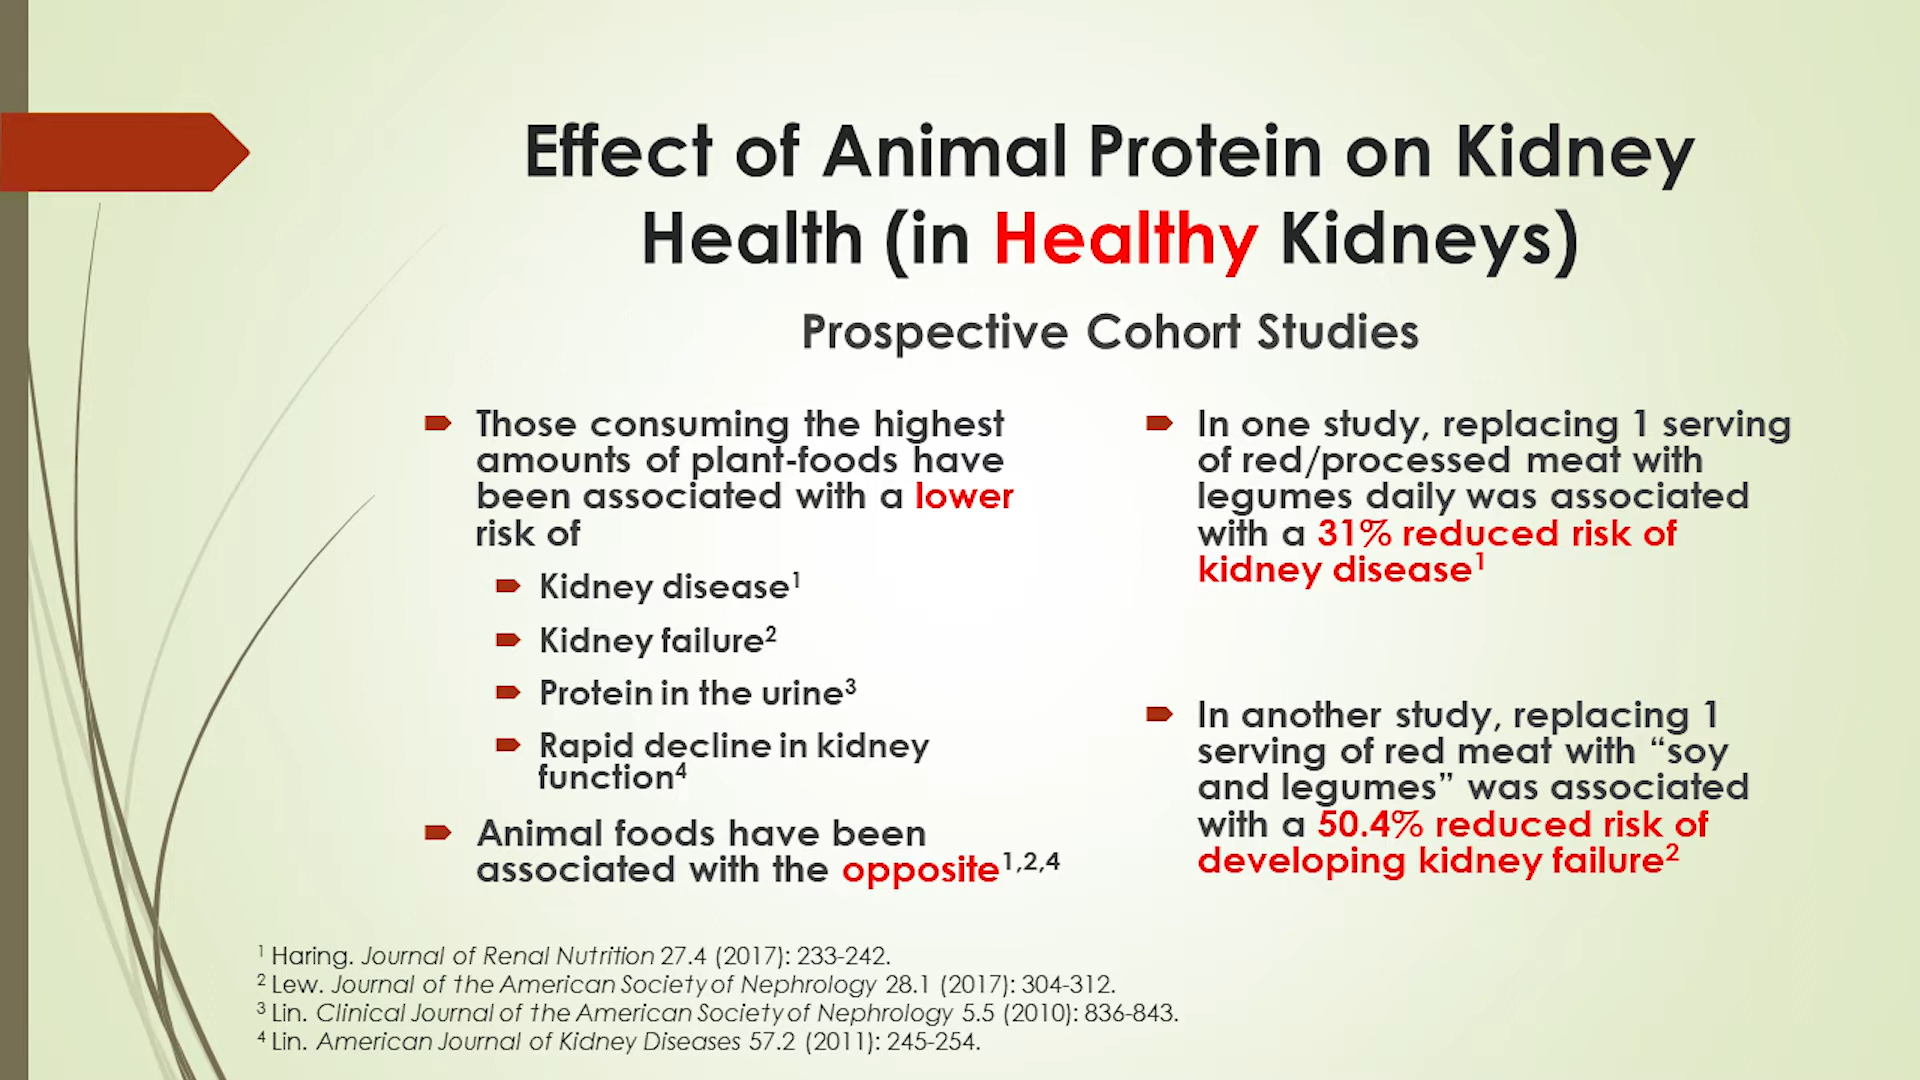 Effect of Animal Protein on Kidney
Health (in Healthy Kidneys)
Prospective Cohort Studies
Those consuming the highest
amounts of plant-foods have
been associated with a lower
risk of
Kidney disease¹
Kidney failure²
Protein in the urine³
Rapid decline in kidney
function⁴
Animal foods have been
associated with the opposite¹,²,⁴
In one study, replacing 1 serving
of red/processed meat with
legumes daily was associated
with a 31% reduced risk of
kidney disease¹
In another study, replacing 1
serving of red meat with “soy
and legumes” was associated
with a 50.4% reduced risk of
developing kidney failure²
¹ Haring. Journal of Renal Nutrition 27.4 (2017): 233-242.
² Lew. Journal of the American Society of Nephrology 28.1 (2017): 304-312.
³ Lin. Clinical Journal of the American Society of Nephrology 5.5 (2010): 836-843.
⁴ Lin. American Journal of Kidney Diseases 57.2 (2011): 245-254.